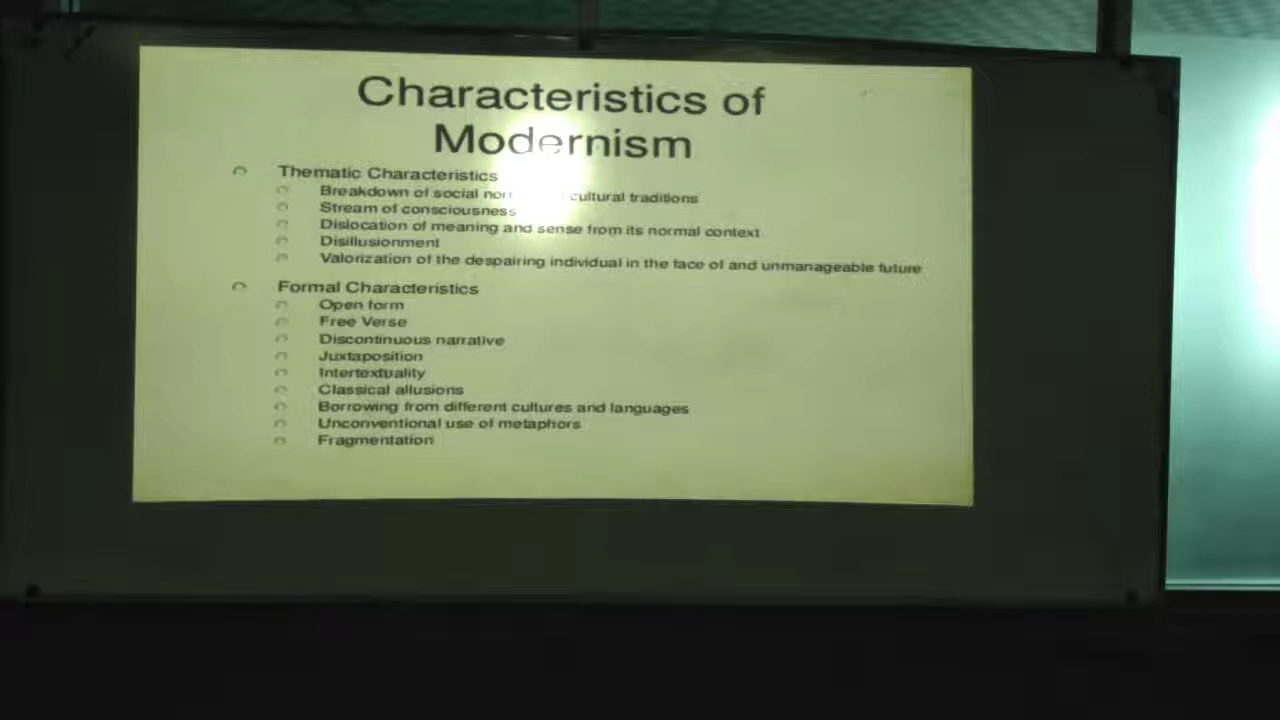 Characteristics of
Modernism
Thematic Characteristics
Breakdown of social cultural traditions
Stream of consciousness
Dislocation of meaning and sense from its normal context
Disillusionment
Valorization of the despairing individual in the face of and unmanageable future
Formal Characteristics
Open form
Free Verse
Discontinuous narrative
Juxtaposition
Intertextuality
Classical allusions
Borrowing from different cultures and languages
Unconventional use of metaphors
Fragmentation